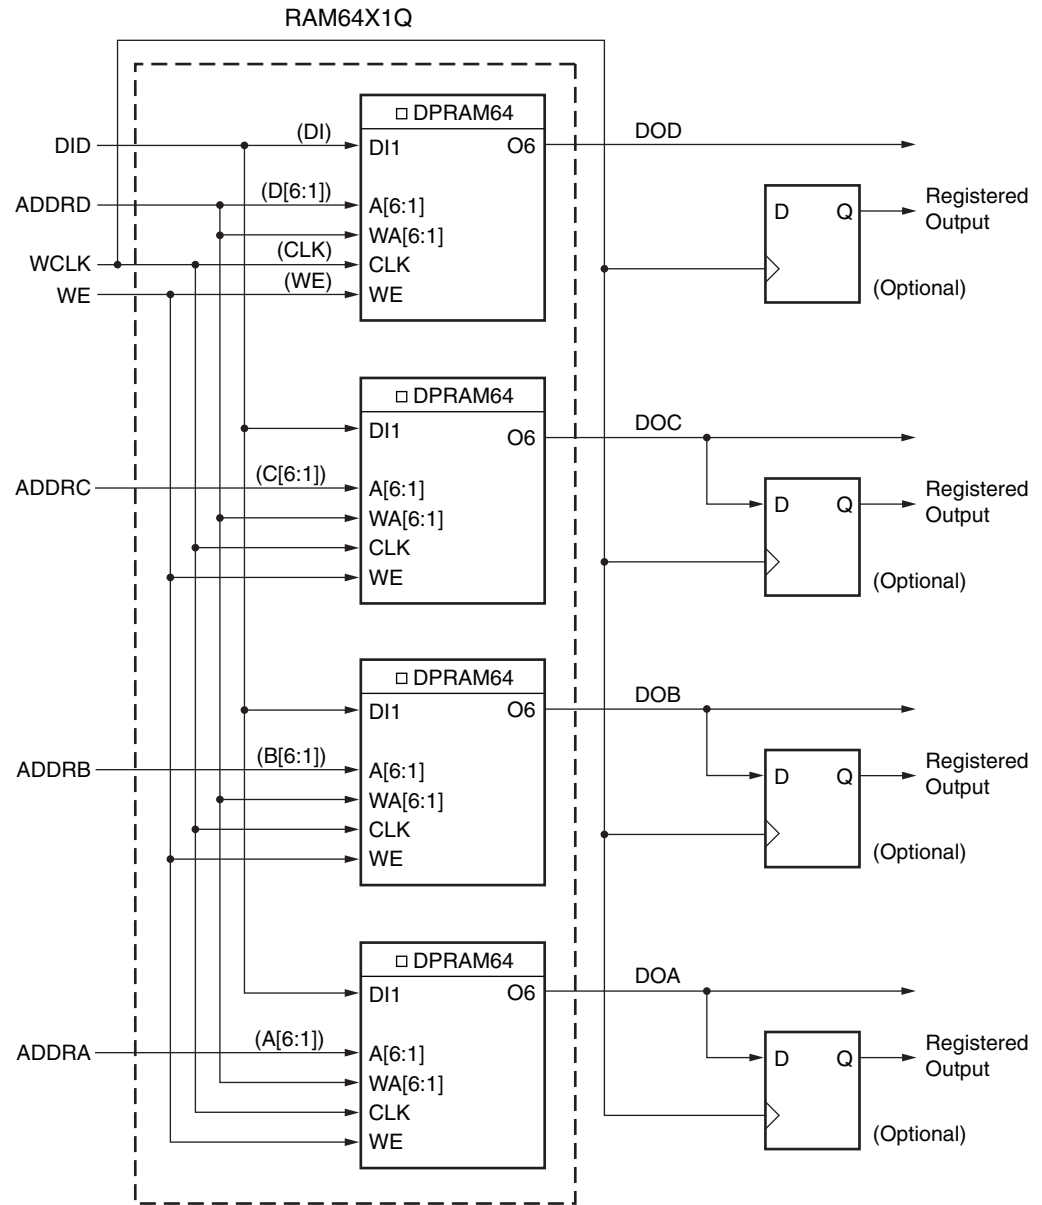 RAM64X1Q
DPRAM64
DID
(DI)
DI1
O6
DOD
ADDRD
(D[6:1])
A[6:1]
WA[6:1]
WCLK
(CLK)
CLK
WE
(WE)
WE
D
Q
Registered
Output
(Optional)
DPRAM64
DI1
O6
DOC
ADDRC
(C[6:1])
A[6:1]
WA[6:1]
CLK
WE
D
Q
Registered
Output
(Optional)
DPRAM64
DI1
O6
DOB
ADDRB
(B[6:1])
A[6:1]
WA[6:1]
CLK
WE
D
Q
Registered
Output
(Optional)
DPRAM64
DI1
O6
DOA
ADDRA
(A[6:1])
A[6:1]
WA[6:1]
CLK
WE
D
Q
Registered
Output
(Optional)